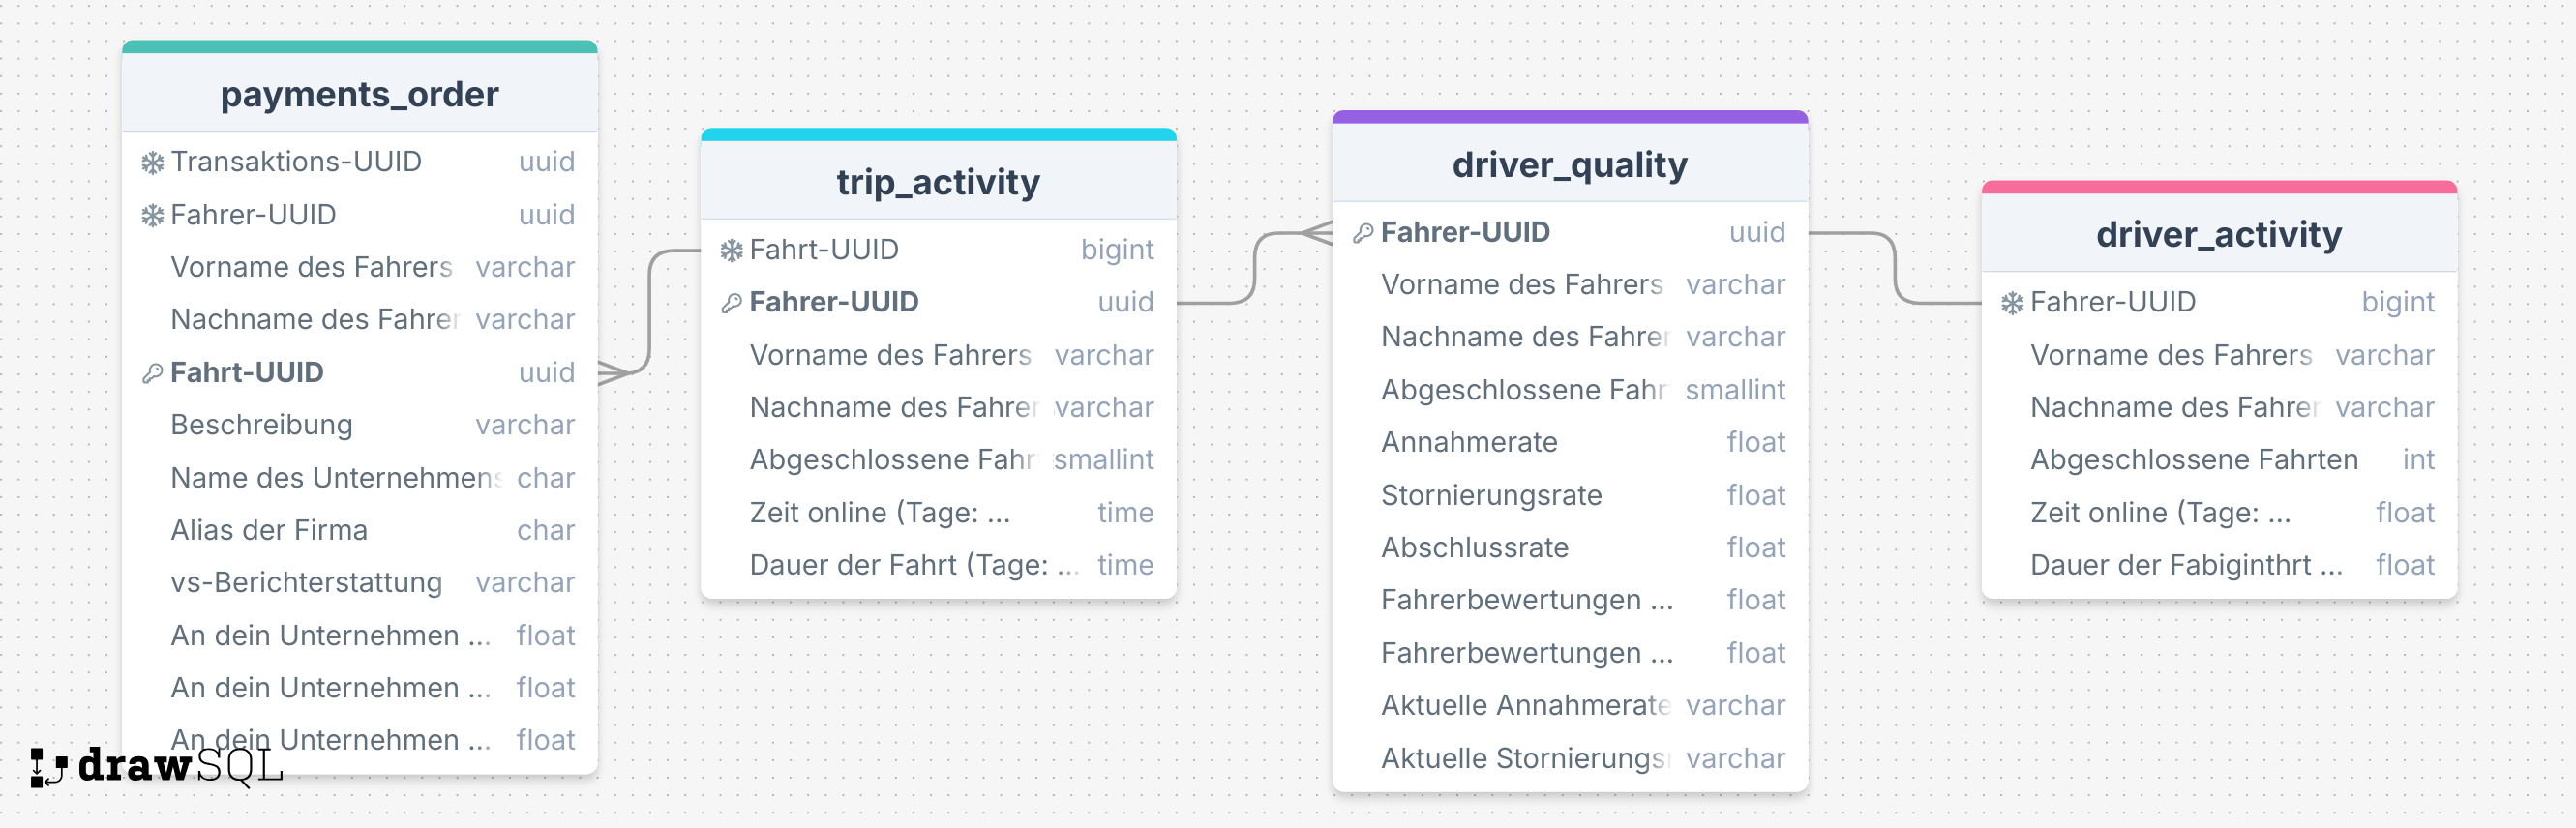 payments_order
Transaktions-UUID uuid
Fahrer-UUID uuid
Vorname des Fahrers varchar
Nachname des Fahrer varchar
Fahrt-UUID uuid
Beschreibung varchar
Name des Unternehmens char
Alias der Firma char
vs-Berichterstattung varchar
An dein Unternehmen ... float
An dein Unternehmen ... float
An dein Unternehmen ... float
trip_activity
Fahrt-UUID bigint
Fahrer-UUID uuid
Vorname des Fahrers varchar
Nachname des Fahrer varchar
Abgeschlossene Fahr smallint
Zeit online (Tage: ... time
Dauer der Fahrt (Tage: ... time
driver_quality
Fahrer-UUID uuid
Vorname des Fahrers varchar
Nachname des Fahrer varchar
Abgeschlossene Fahr smallint
Annahmerate float
Stornierungsrate float
Abschlussrate float
Fahrerbewertungen ... float
Fahrerbewertungen ... float
Aktuelle Annahmerate varchar
Aktuelle Stornierungs varchar
driver_activity
Fahrer-UUID bigint
Vorname des Fahrers varchar
Nachname des Fahrer varchar
Abgeschlossene Fahrten int
Zeit online (Tage: ... float
Dauer der Fabiginthrt ... float
drawSQL